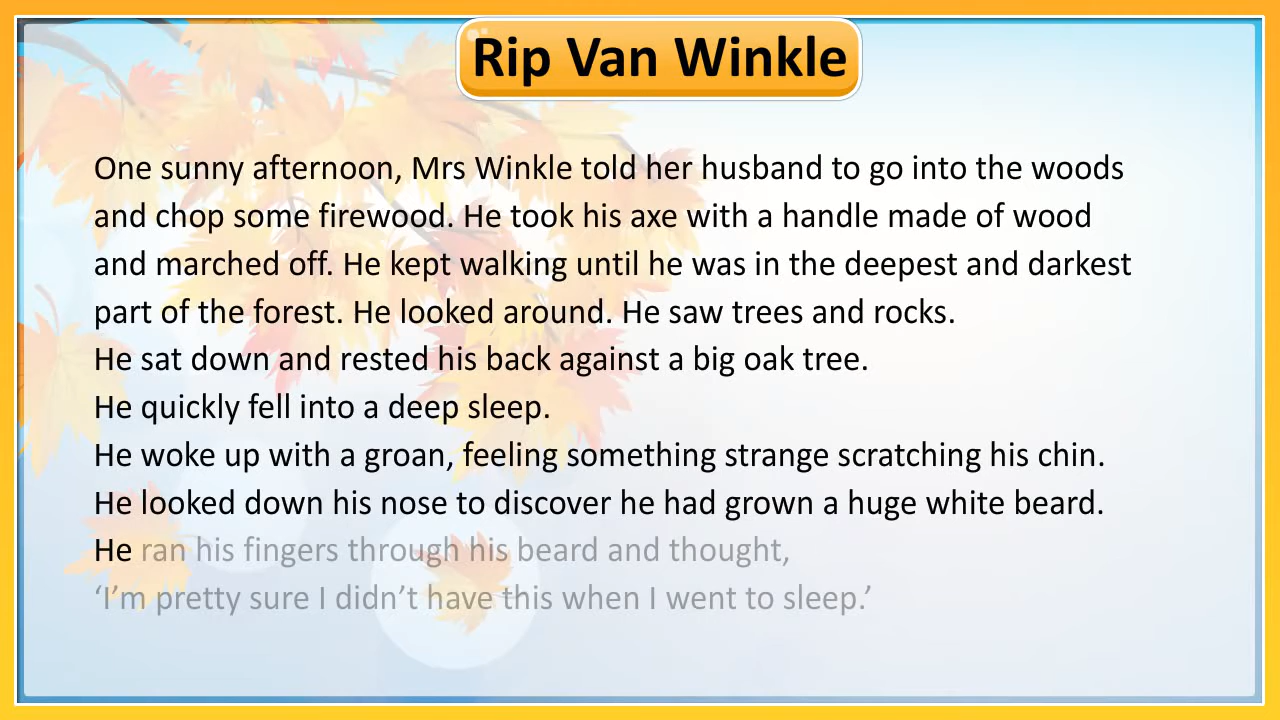 Rip Van Winkle
One sunny afternoon, Mrs Winkle told her husband to go into the woods
and chop some firewood. He took his axe with a handle made of wood
and marched off. He kept walking until he was in the deepest and darkest
part of the forest. He looked around. He saw trees and rocks.
He sat down and rested his back against a big oak tree.
He quickly fell into a deep sleep.
He woke up with a groan, feeling something strange scratching his chin.
He looked down his nose to discover he had grown a huge white beard.
He ran his fingers through his beard and thought,
‘I’m pretty sure I didn’t have this when I went to sleep.’